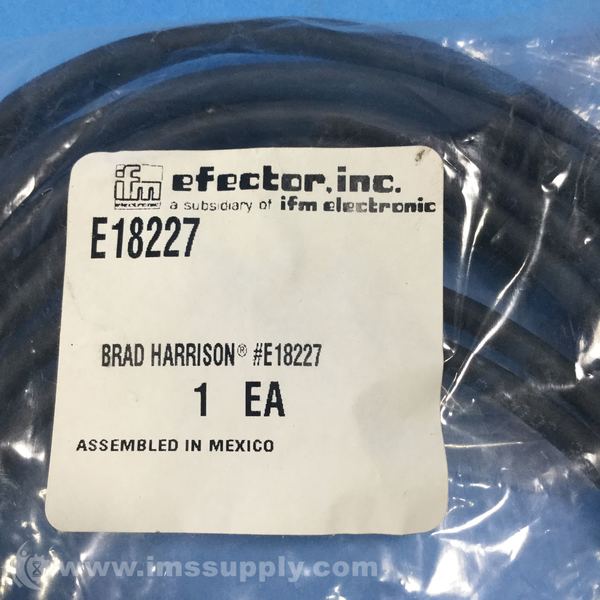 ifm efector, inc.
electronic a subsidiary of ifm electronic
E18227
BRAD HARRISON® #E18227
1 EA
ASSEMBLED IN MEXICO
www.imssupply.com